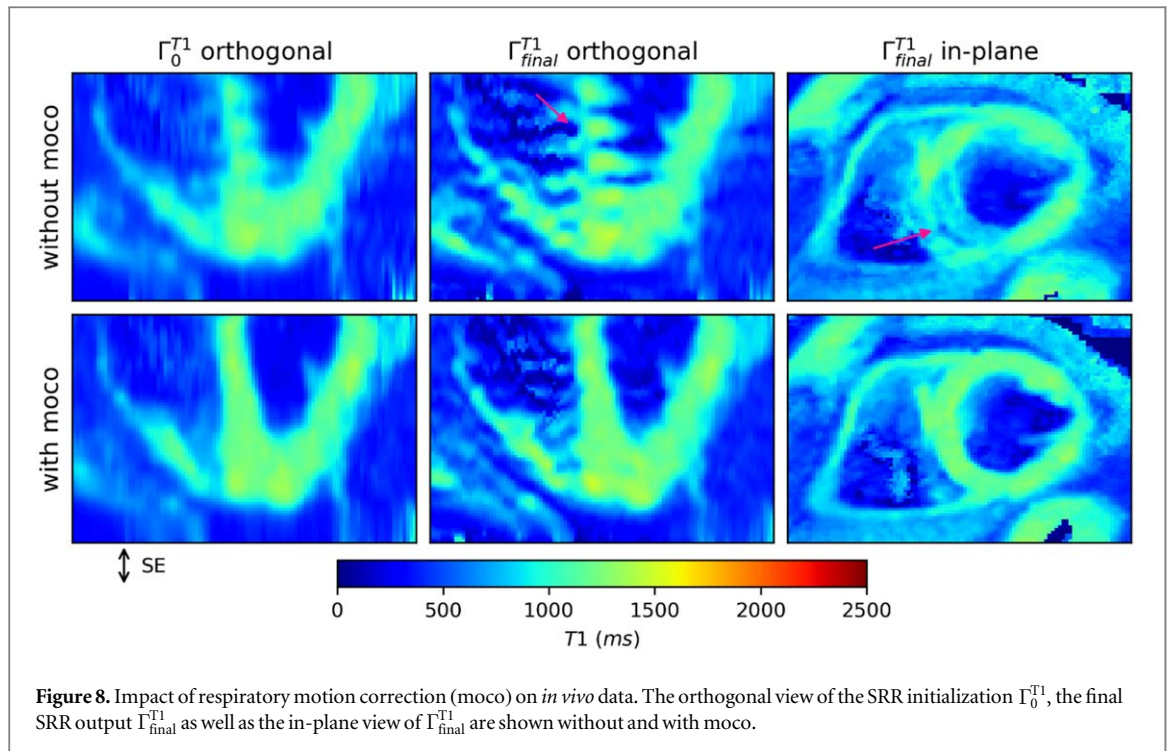 Γ₀^T1 orthogonal
Γ_final^T1 orthogonal
Γ_final^T1 in-plane
without moco
with moco
SE
0 500 1000 1500 2000 2500
T1 (ms)
Figure 8. Impact of respiratory motion correction (moco) on in vivo data. The orthogonal view of the SRR initialization Γ₀^T1, the final
SRR output Γ_final^T1 as well as the in-plane view of Γ_final^T1 are shown without and with moco.